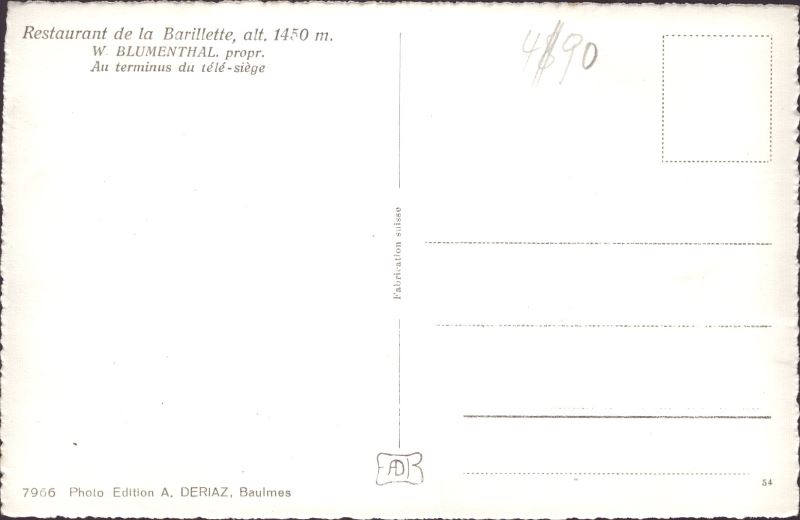 Restaurant de la Barillette, alt. 1450 m.
W. BLUMENTHAL. propr.
Au terminus du télé-siège
Fabrication suisse
7966 Photo Edition A. DERIAZ, Baulmes
54